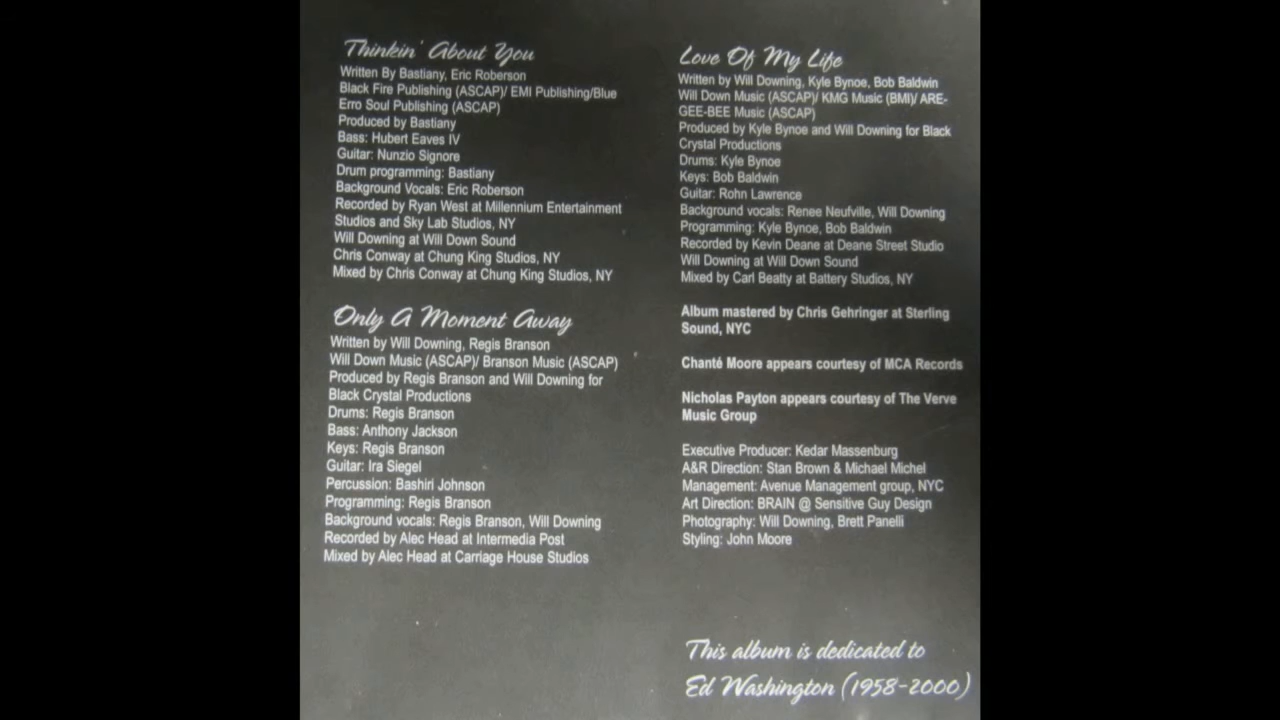 Thinkin' About You
Written By Bastiany, Eric Roberson
Black Fire Publishing (ASCAP)/ EMI Publishing/Blue
Erro Soul Publishing (ASCAP)
Produced by Bastiany
Bass: Hubert Eaves IV
Guitar: Nunzio Signore
Drum programming: Bastiany
Background Vocals: Eric Roberson
Recorded by Ryan West at Millennium Entertainment
Studios and Sky Lab Studios, NY
Will Downing at Will Down Sound
Chris Conway at Chung King Studios, NY
Mixed by Chris Conway at Chung King Studios, NY
Only A Moment Away
Written by Will Downing, Regis Branson
Will Down Music (ASCAP)/ Branson Music (ASCAP)
Produced by Regis Branson and Will Downing for
Black Crystal Productions
Drums: Regis Branson
Bass: Anthony Jackson
Keys: Regis Branson
Guitar: Ira Siegel
Percussion: Bashiri Johnson
Programming: Regis Branson
Background vocals: Regis Branson, Will Downing
Recorded by Alec Head at Intermedia Post
Mixed by Alec Head at Carriage House Studios
Love Of My Life
Written by Will Downing, Kyle Bynoe, Bob Baldwin
Will Down Music (ASCAP)/ KMG Music (BMI)/ ARE-
GEE-BEE Music (ASCAP)
Produced by Kyle Bynoe and Will Downing for Black
Crystal Productions
Drums: Kyle Bynoe
Keys: Bob Baldwin
Guitar: Rohn Lawrence
Background vocals: Renee Neufville, Will Downing
Programming: Kyle Bynoe, Bob Baldwin
Recorded by Kevin Deane at Deane Street Studio
Will Downing at Will Down Sound
Mixed by Carl Beatty at Battery Studios, NY
Album mastered by Chris Gehringer at Sterling
Sound, NYC
Chanté Moore appears courtesy of MCA Records
Nicholas Payton appears courtesy of The Verve
Music Group
Executive Producer: Kedar Massenburg
A&R Direction: Stan Brown & Michael Michel
Management: Avenue Management group, NYC
Art Direction: BRAIN @ Sensitive Guy Design
Photography: Will Downing, Brett Panelli
Styling: John Moore
This album is dedicated to
Ed Washington (1958-2000)